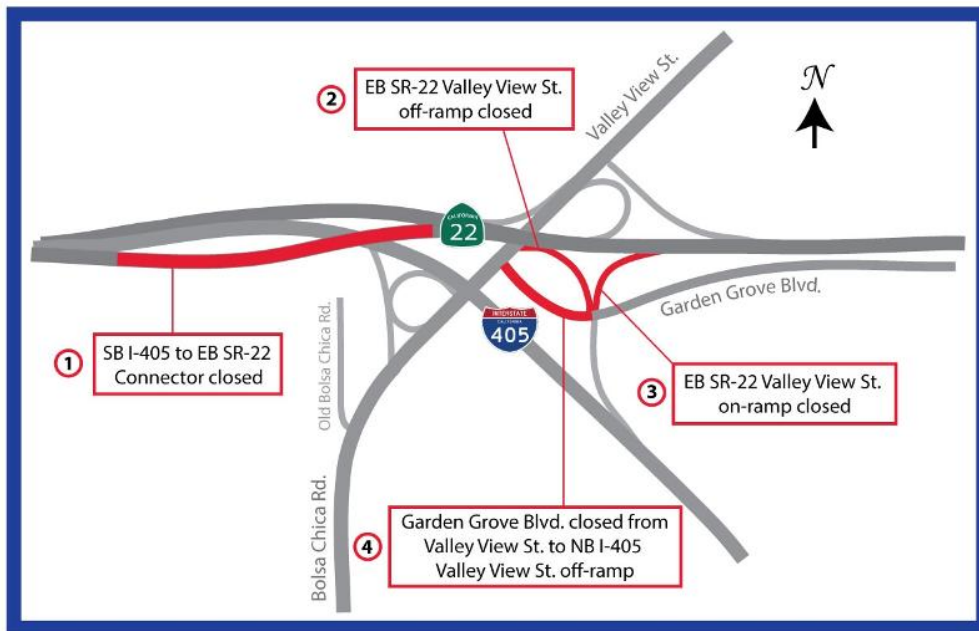 2
EB SR-22 Valley View St.
off-ramp closed
N
Valley View St.
CALIFORNIA
22
Garden Grove Blvd.
INTERSTATE
CALIFORNIA
405
1
SB I-405 to EB SR-22
Connector closed
Old Bolsa Chica Rd.
3
EB SR-22 Valley View St.
on-ramp closed
Bolsa Chica Rd.
4
Garden Grove Blvd. closed from
Valley View St. to NB I-405
Valley View St. off-ramp